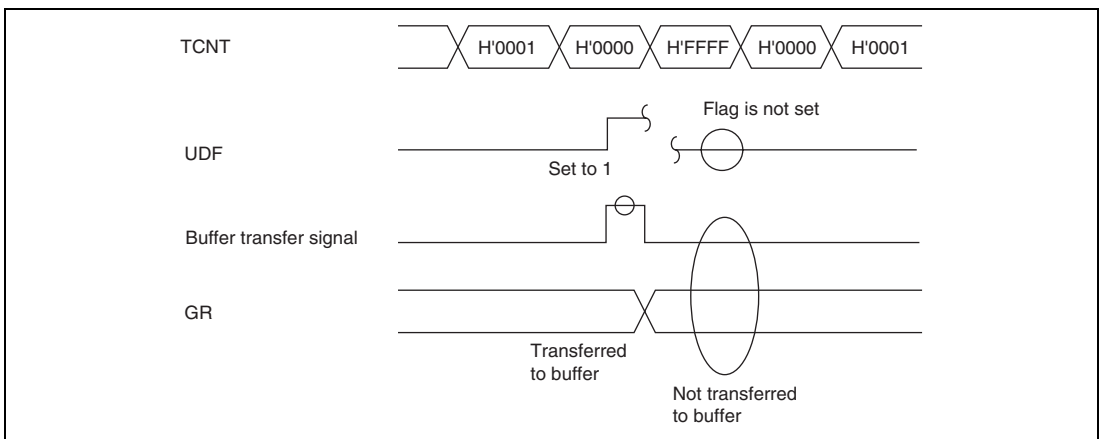 TCNT
H'0001 H'0000 H'FFFF H'0000 H'0001
Flag is not set
UDF
Set to 1
Buffer transfer signal
GR
Transferred
to buffer
Not transferred
to buffer